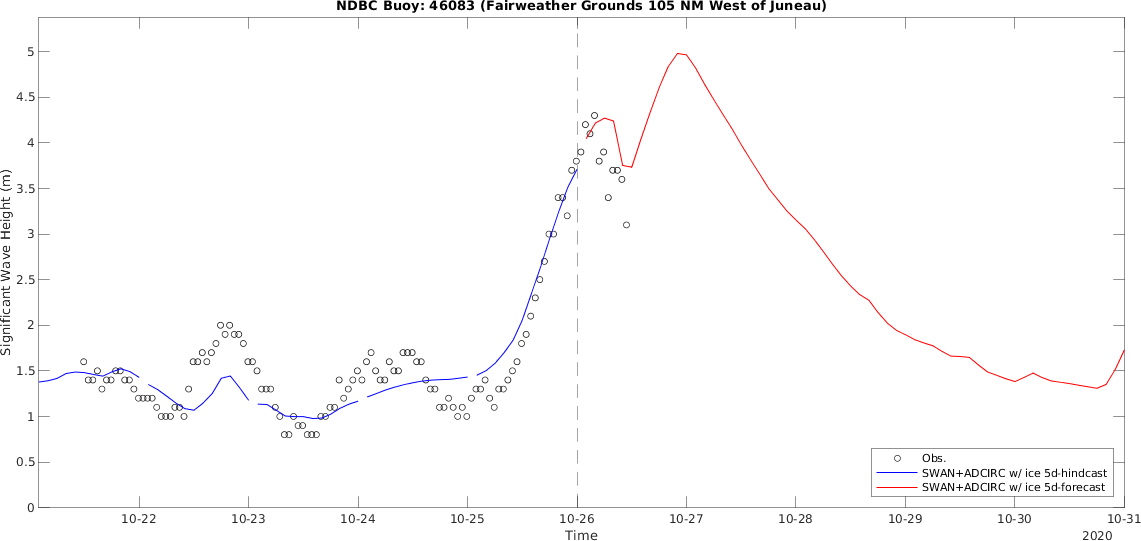 NDBC Buoy: 46083 (Fairweather Grounds 105 NM West of Juneau)
Significant Wave Height (m)
5
4.5
4
3.5
3
2.5
2
1.5
1
0.5
0
Obs.
SWAN+ADCIRC w/ ice 5d-hindcast
SWAN+ADCIRC w/ ice 5d-forecast
10-22 10-23 10-24 10-25 10-26 10-27 10-28 10-29 10-30 10-31
Time
2020